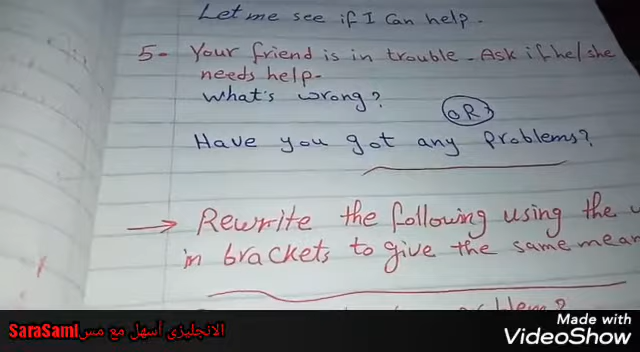 Let me see if I can help.
5- Your friend is in trouble. Ask if he/she
needs help.
What's wrong?
OR
Have you got any problems?
→ Rewrite the following using the
in brackets to give the same mean
الانجليزى أسهل مع مس SaraSami
Made with
VideoShow